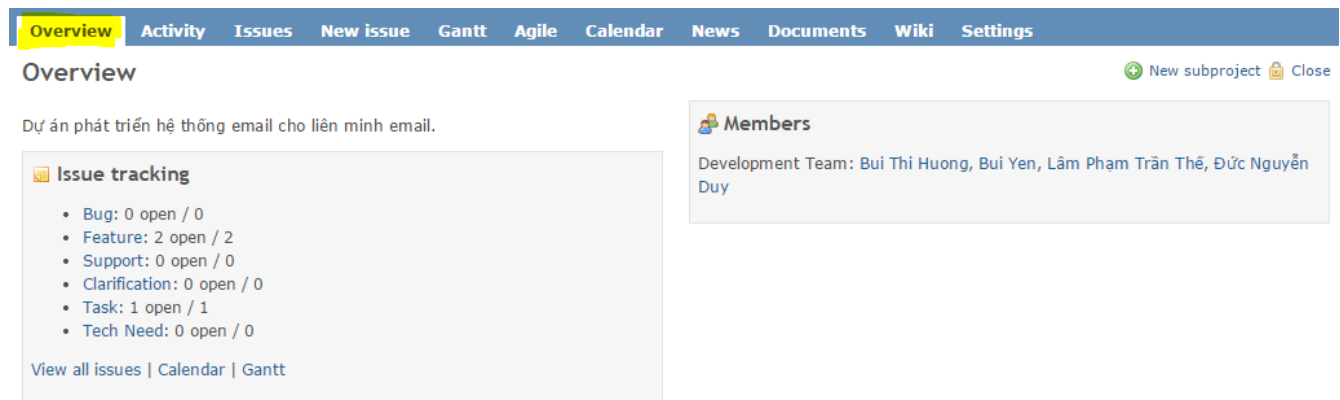 Overview Activity Issues New issue Gantt Agile Calendar News Documents Wiki Settings
Overview
New subproject Close
Dự án phát triển hệ thống email cho liên minh email.
Issue tracking
Bug: 0 open / 0
Feature: 2 open / 2
Support: 0 open / 0
Clarification: 0 open / 0
Task: 1 open / 1
Tech Need: 0 open / 0
View all issues | Calendar | Gantt
Members
Development Team: Bui Thi Huong, Bui Yen, Lâm Phạm Trần Thế, Đức Nguyễn
Duy